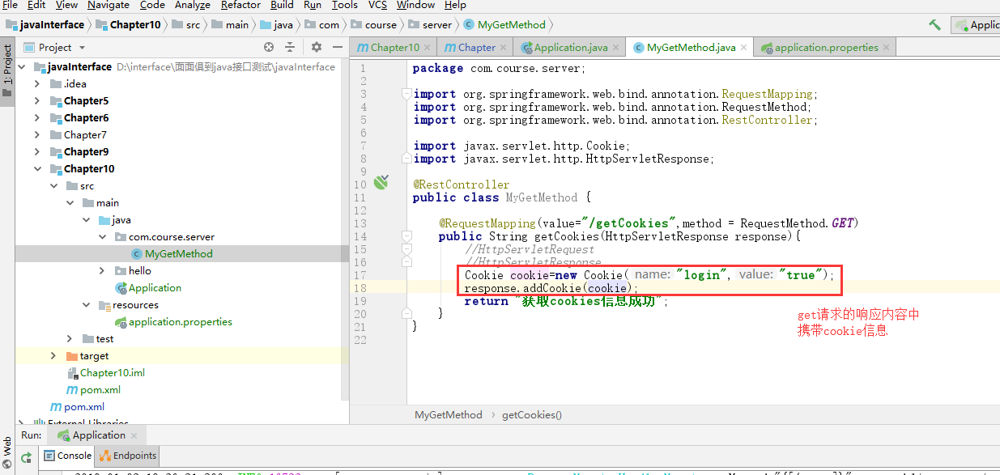 File Edit View Navigate Code Analyze Refactor Build Run Tools VCS Window Help
javaInterface Chapter10 src main java com course server MyGetMethod Applic
1: Project
Project
Chapter10 Chapter Application.java MyGetMethod.java application.properties
javaInterface D:\interface\面面俱到java接口测试\javaInterface
.idea
Chapter5
Chapter6
Chapter7
Chapter9
Chapter10
src
main
java
com.course.server
MyGetMethod
hello
Application
resources
application.properties
test
target
Chapter10.iml
pom.xml
pom.xml
External Libraries
1 package com.course.server;
2
3 import org.springframework.web.bind.annotation.RequestMapping;
4 import org.springframework.web.bind.annotation.RequestMethod;
5 import org.springframework.web.bind.annotation.RestController;
6
7 import javax.servlet.http.Cookie;
8 import javax.servlet.http.HttpServletResponse;
9
10 @RestController
11 public class MyGetMethod {
12
13 @RequestMapping(value="/getCookies",method = RequestMethod.GET)
14 public String getCookies(HttpServletResponse response){
15 //HttpServletRequest
16 //HttpServletResponse
17 Cookie cookie=new Cookie( name: "login", value: "true");
18 response.addCookie(cookie);
19 return "获取cookies信息成功";
20 }
21 }
22
get请求的响应内容中
携带cookie信息
MyGetMethod getCookies()
Run: Application
Web
Console Endpoints